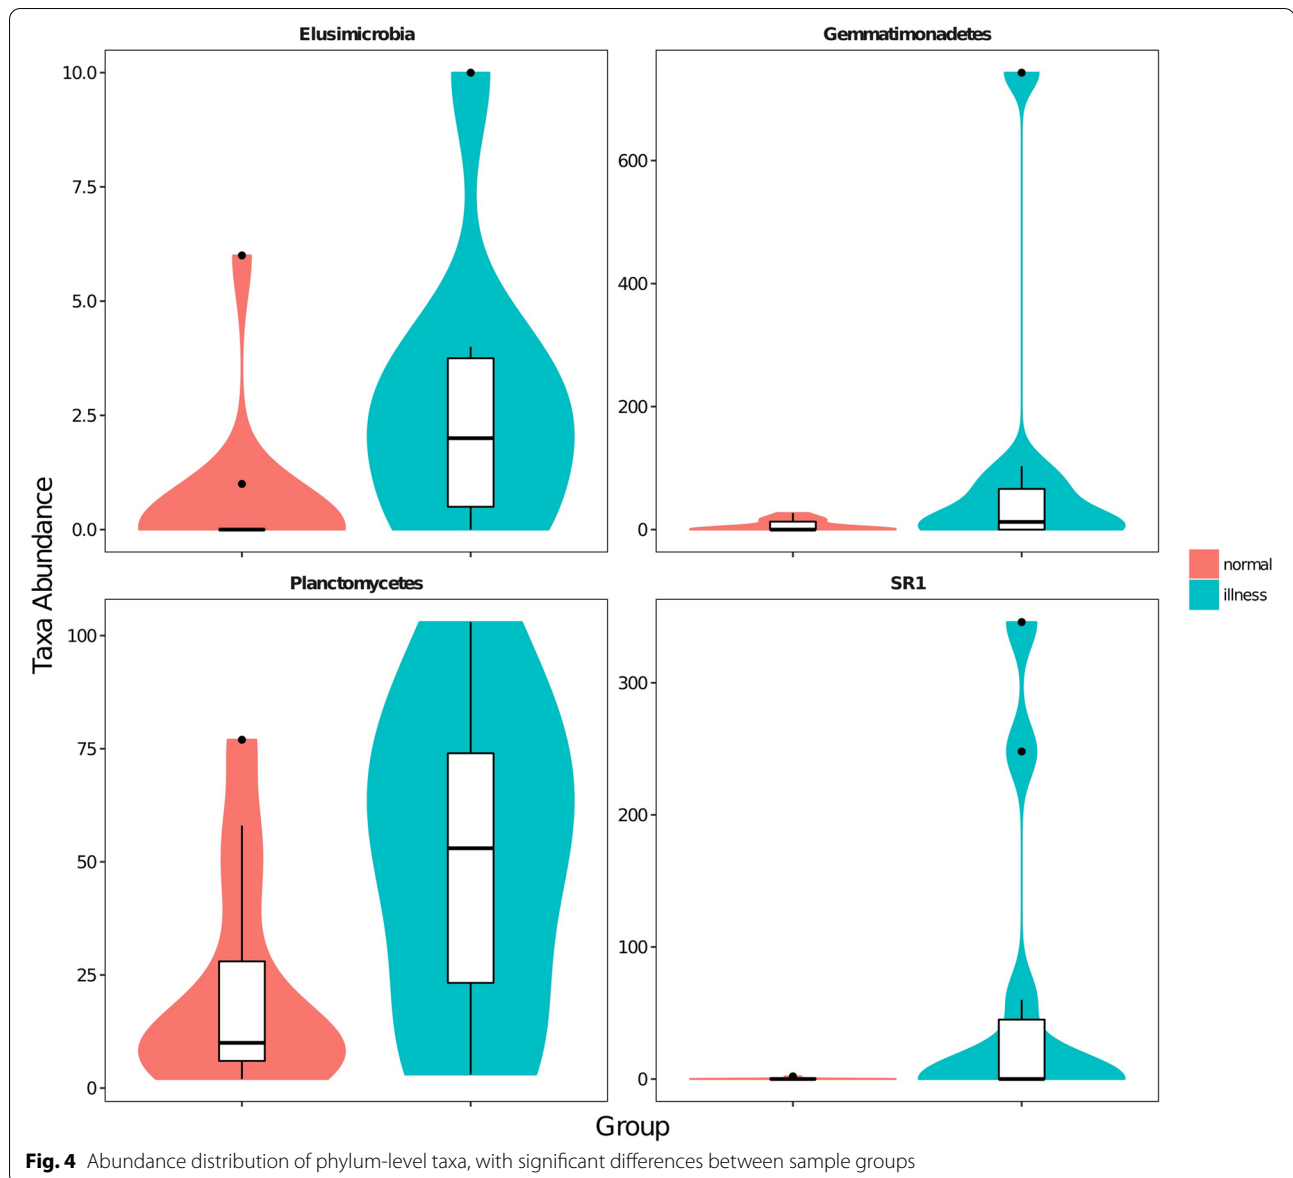 Elusimicrobia
Gemmatimonadetes
10.0
7.5
5.0
2.5
0.0
600
400
200
0
Planctomycetes
SR1
100
75
50
25
0
300
200
100
0
Taxa Abundance
Group
normal
illness
Fig. 4 Abundance distribution of phylum-level taxa, with significant differences between sample groups